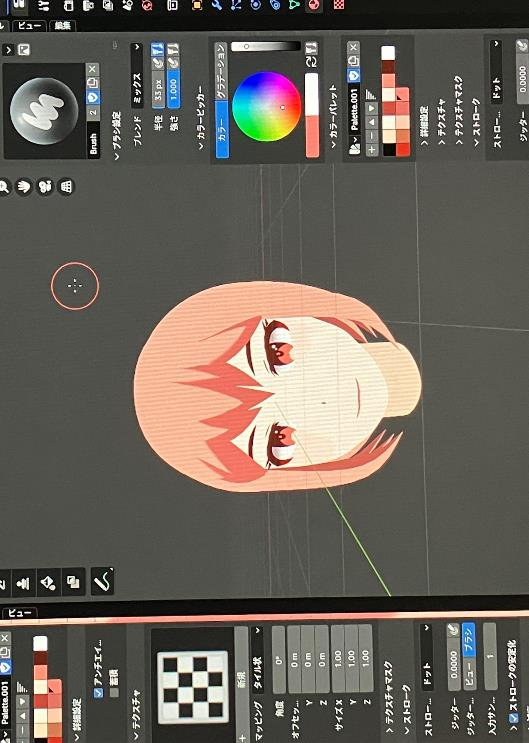 ビュー
編集
Brush
2
ブラシ設定
ブレンド ミックス
半径 33 px
強さ 1.000
カラーピッカー
カラー グラデーション
カラーパレット
Palette.001
詳細設定
テクスチャ
テクスチャマスク
ストローク
ストロー... ドット
ジッター 0.0000
ビュー
Palette.001
詳細設定
アンチエイ...
蓄積
テクスチャ
新規
マッピング タイル状
角度 0°
オフセッ... 0 m
Y 0 m
Z 0 m
サイズ X 1.00
Y 1.00
Z 1.00
テクスチャマスク
ストローク
ストロー... ドット
ジッター 0.0000
ビュー ブラシ
入力サン... 1
ストロークの安定化